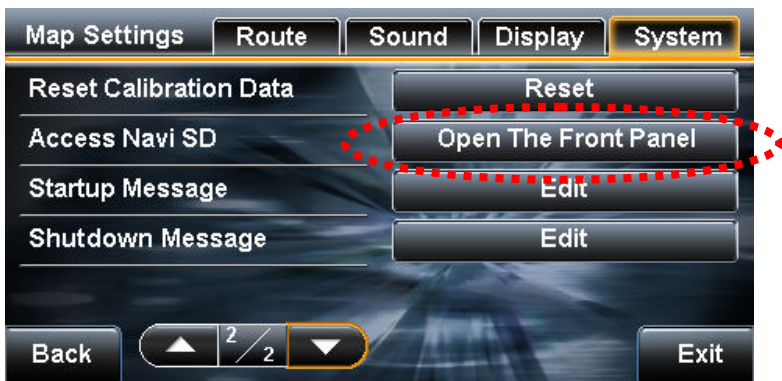 Map Settings Route Sound Display System
Reset Calibration Data Reset
Access Navi SD Open The Front Panel
Startup Message Edit
Shutdown Message Edit
Back 2/2 Exit